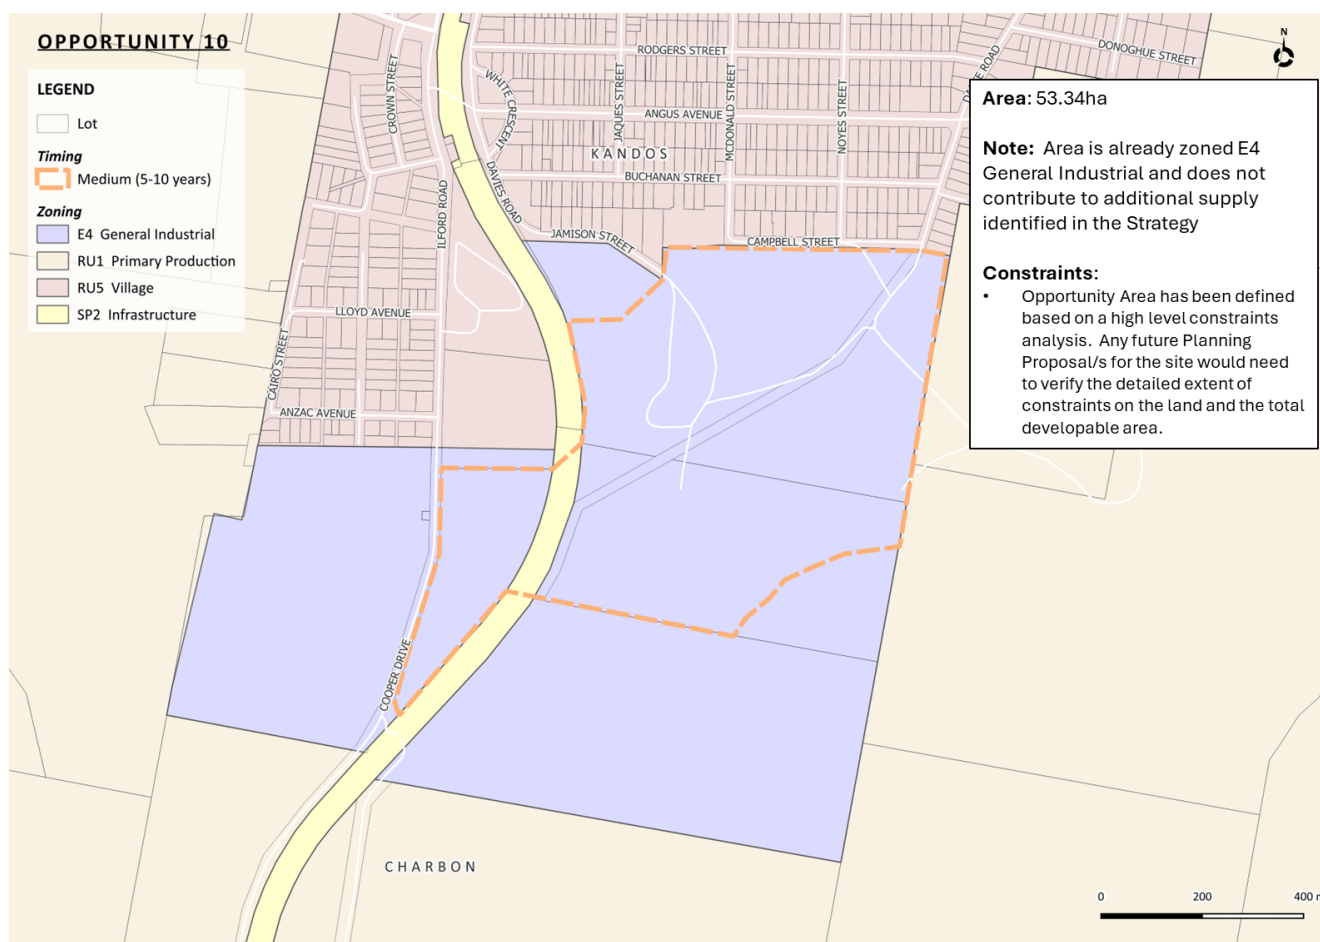 OPPORTUNITY 10
LEGEND
Lot
Timing
Medium (5-10 years)
Zoning
E4 General Industrial
RU1 Primary Production
RU5 Village
SP2 Infrastructure
N
Area: 53.34ha
Note: Area is already zoned E4
General Industrial and does not
contribute to additional supply
identified in the Strategy
Constraints:
• Opportunity Area has been defined
based on a high level constraints
analysis. Any future Planning
Proposal/s for the site would need
to verify the detailed extent of
constraints on the land and the total
developable area.
RODGERS STREET
DONOGHUE STREET
CROWN STREET
WHITE CRESCENT
JAQUES STREET
MCDONALD STREET
NOYES STREET
ROAD
ANGUS AVENUE
KANDOS
BUCHANAN STREET
DAVIES ROAD
ILFORD ROAD
JAMISON STREET
CAMPBELL STREET
LLOYD AVENUE
CAIRO STREET
ANZAC AVENUE
COOPER DRIVE
CHARBON
0 200 400 m